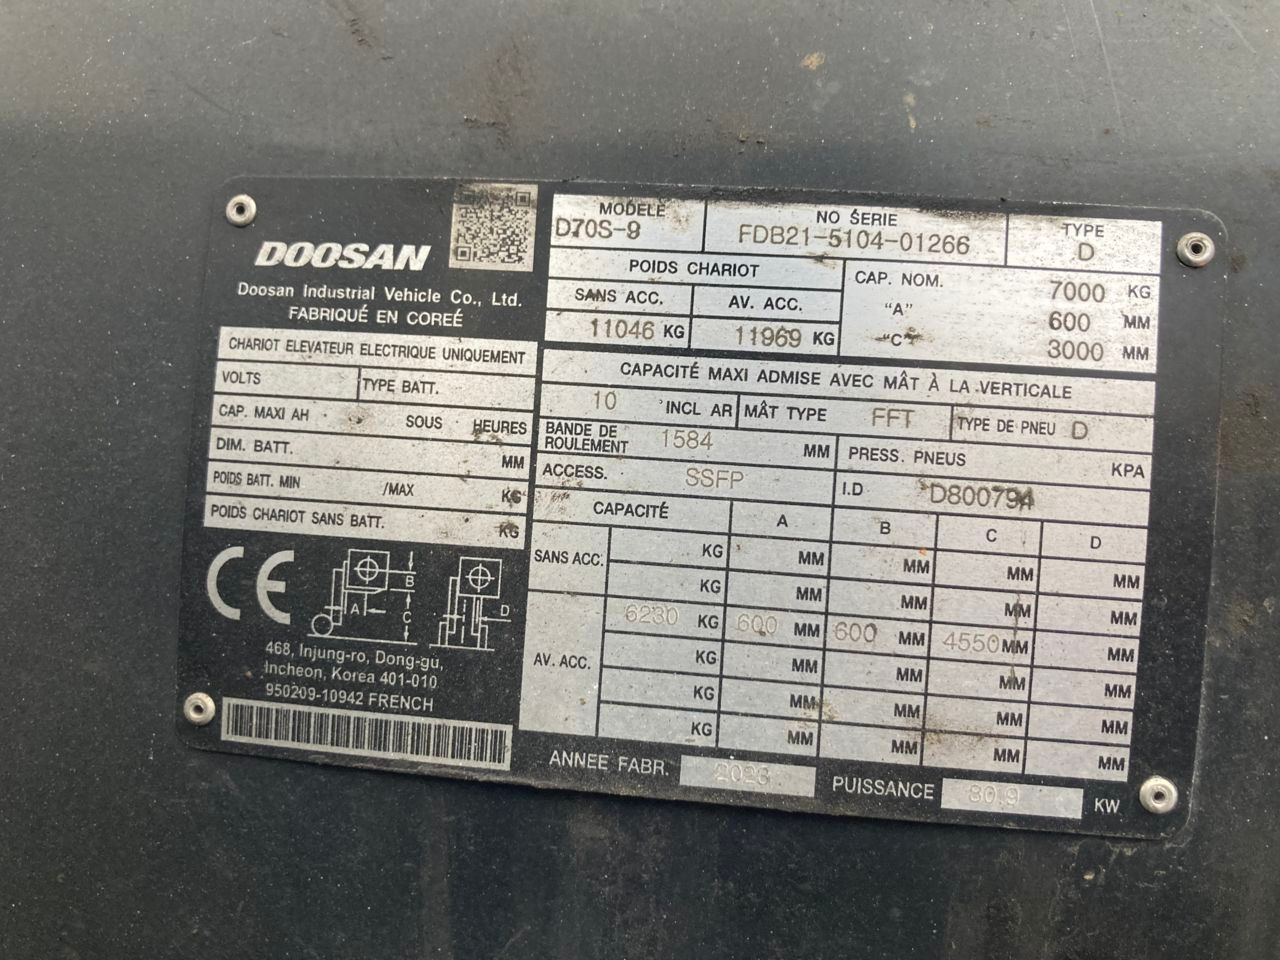 DOOSAN
Doosan Industrial Vehicle Co., Ltd.
FABRIQUÉ EN CORÉE
MODELE
D70S-9
NO SERIE
FDB21-5104-01266
TYPE
D
POIDS CHARIOT
SANS ACC.
AV. ACC.
11046 KG
11969 KG
CAP. NOM. 7000 KG
"A" 600 MM
"C" 3000 MM
CHARIOT ELEVATEUR ELECTRIQUE UNIQUEMENT
VOLTS
TYPE BATT.
CAP. MAXI AH SOUS HEURES
DIM. BATT. MM
POIDS BATT. MIN /MAX KG
POIDS CHARIOT SANS BATT. KG
CAPACITÉ MAXI ADMISE AVEC MÂT À LA VERTICALE
10 INCL AR
MÂT TYPE FFT
TYPE DE PNEU D
BANDE DE
ROULEMENT 1584 MM
PRESS. PNEUS KPA
ACCESS. SSFP
I.D D800794
CAPACITÉ A B C D
SANS ACC.
KG MM MM MM MM
KG MM MM MM MM
AV. ACC.
6230 KG 600 MM 600 MM 4550 MM MM
KG MM MM MM MM
KG MM MM MM MM
KG MM MM MM MM
CE
B
A
C
D
468, Injung-ro, Dong-gu,
Incheon, Korea 401-010
950209-10942 FRENCH
ANNEE FABR.
PUISSANCE 80,9 KW